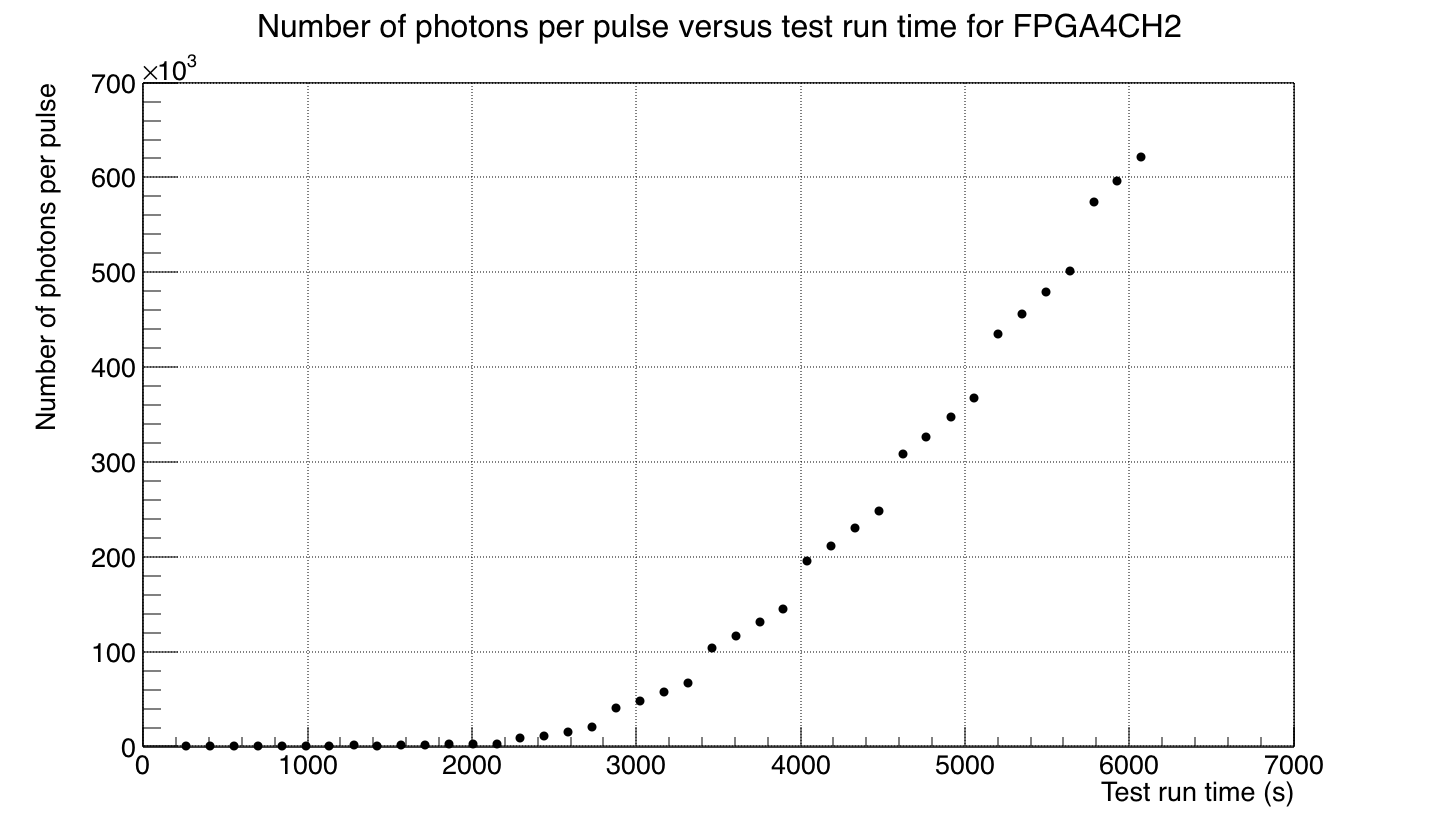 Number of photons per pulse versus test run time for FPGA4CH2
×10³
Number of photons per pulse
700
600
500
400
300
200
100
0
0 1000 2000 3000 4000 5000 6000 7000
Test run time (s)